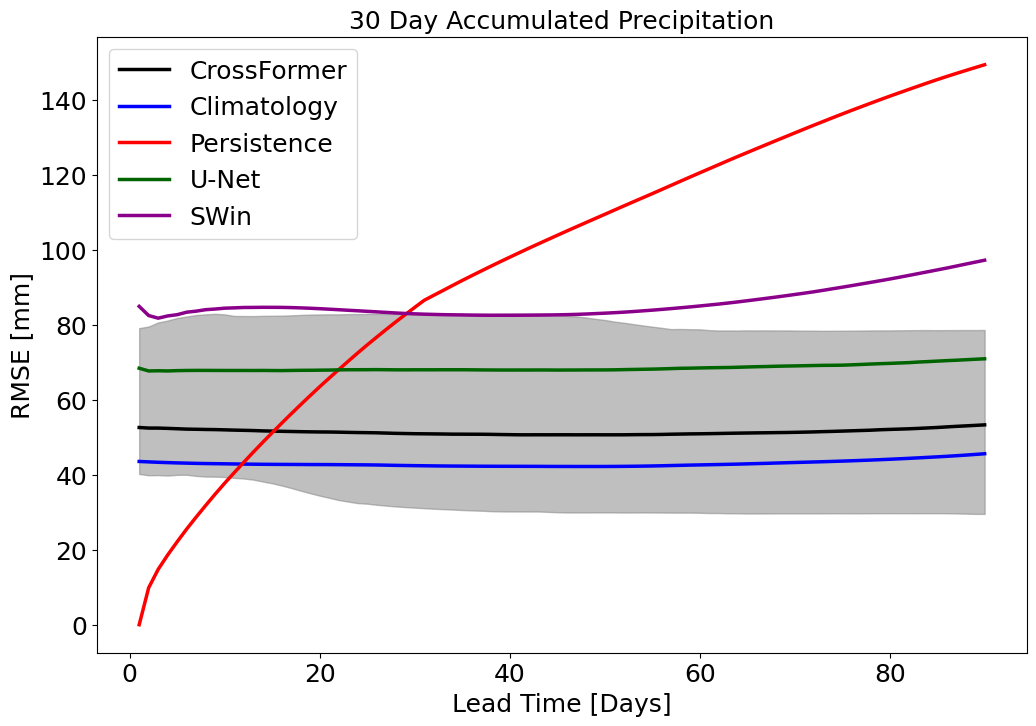 30 Day Accumulated Precipitation
CrossFormer
Climatology
Persistence
U-Net
SWin
RMSE [mm]
140
120
100
80
60
40
20
0
0 20 40 60 80
Lead Time [Days]